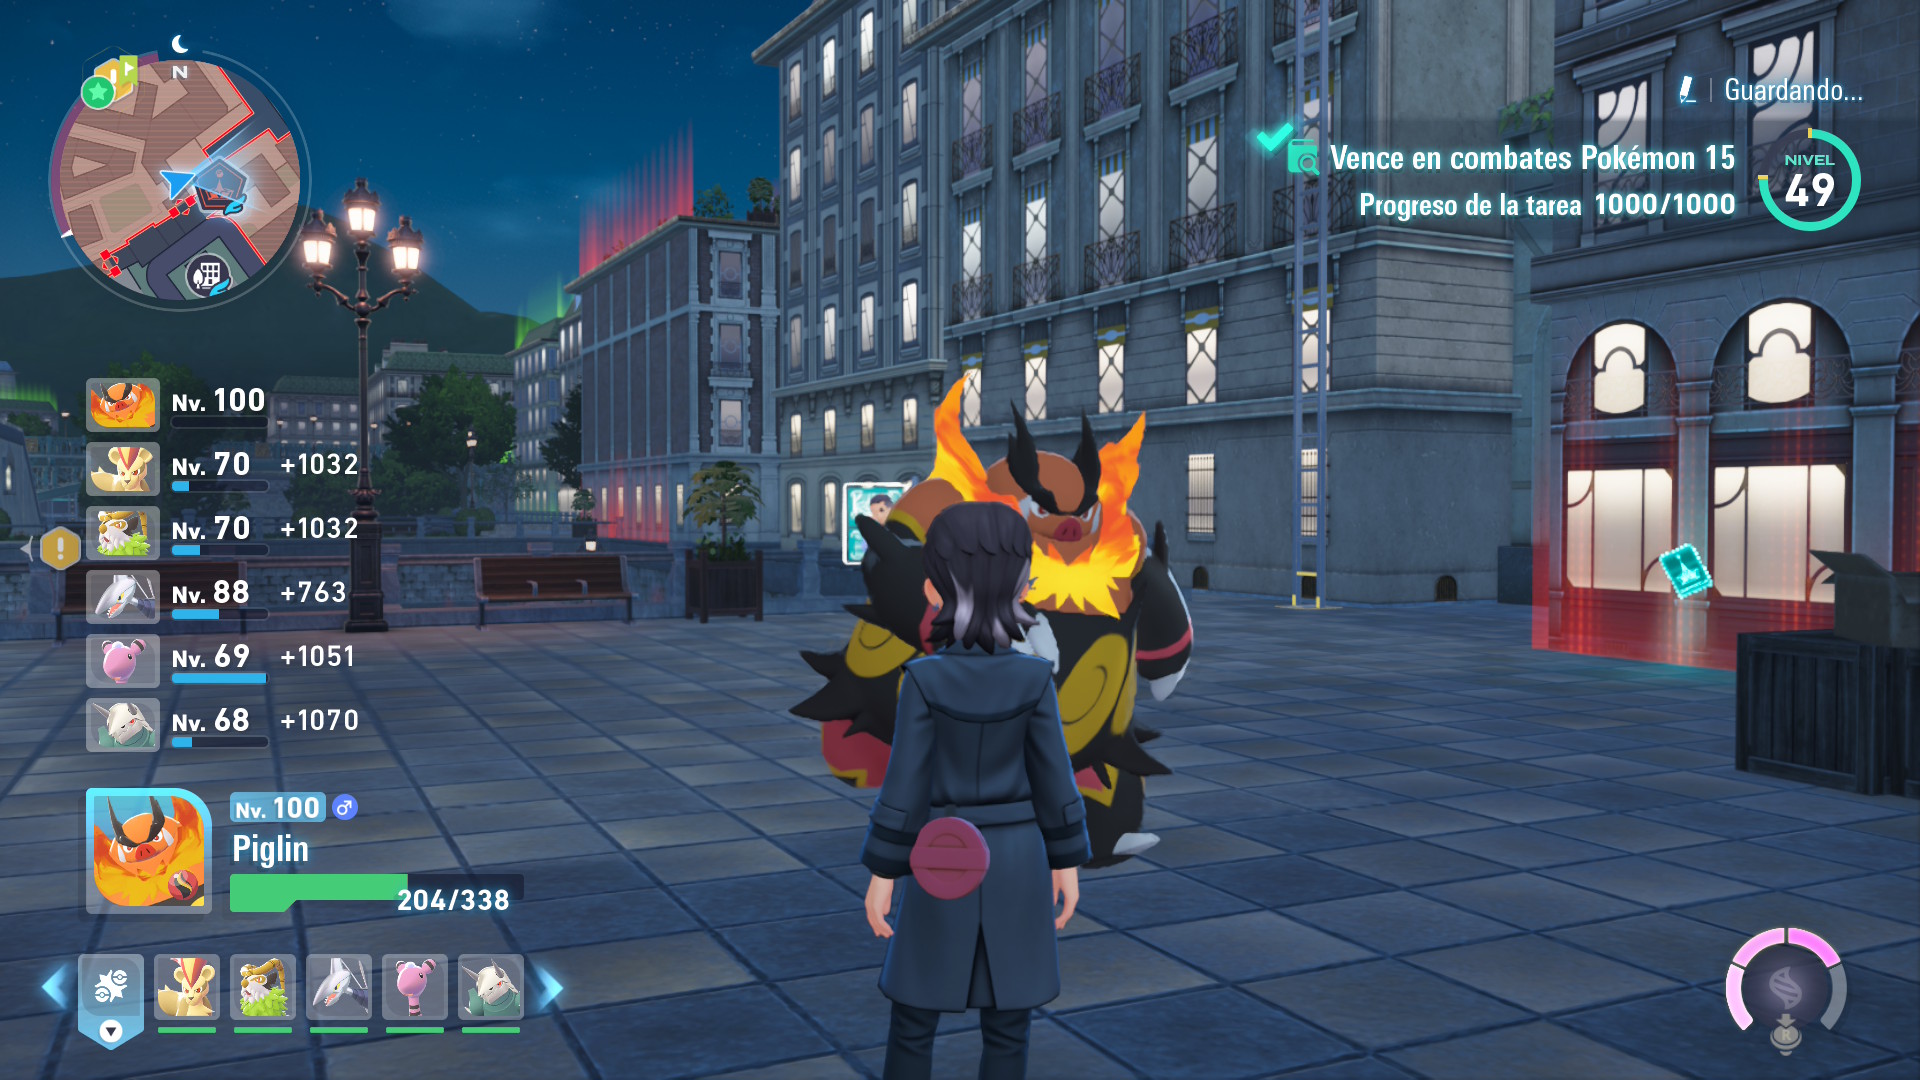 N
Guardando...
Vence en combates Pokémon 15
Progreso de la tarea 1000/1000
NIVEL
49
Nv. 100
Nv. 70 +1032
Nv. 70 +1032
Nv. 88 +763
Nv. 69 +1051
Nv. 68 +1070
Nv. 100 ♂
Piglin
204/338
R